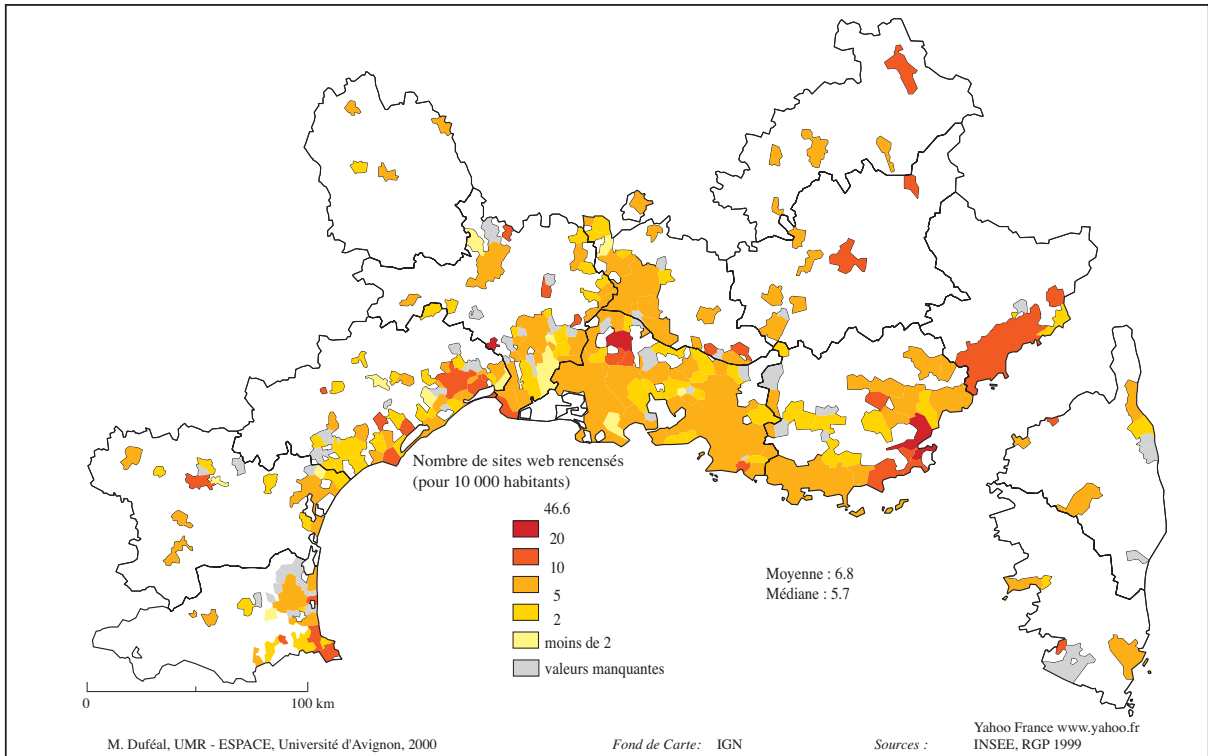 Nombre de sites web rencensés
(pour 10 000 habitants)
46.6
20
10
5
2
moins de 2
valeurs manquantes
Moyenne : 6.8
Médiane : 5.7
0 100 km
M. Duféal, UMR - ESPACE, Université d'Avignon, 2000
Fond de Carte: IGN
Sources :
Yahoo France www.yahoo.fr
INSEE, RGP 1999